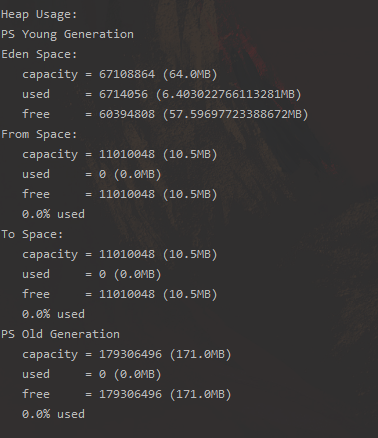 Heap Usage:
PS Young Generation
Eden Space:
   capacity = 67108864 (64.0MB)
   used     = 6714056 (6.403022766113281MB)
   free     = 60394808 (57.59697723388672MB)
From Space:
   capacity = 11010048 (10.5MB)
   used     = 0 (0.0MB)
   free     = 11010048 (10.5MB)
   0.0% used
To Space:
   capacity = 11010048 (10.5MB)
   used     = 0 (0.0MB)
   free     = 11010048 (10.5MB)
   0.0% used
PS Old Generation
   capacity = 179306496 (171.0MB)
   used     = 0 (0.0MB)
   free     = 179306496 (171.0MB)
   0.0% used